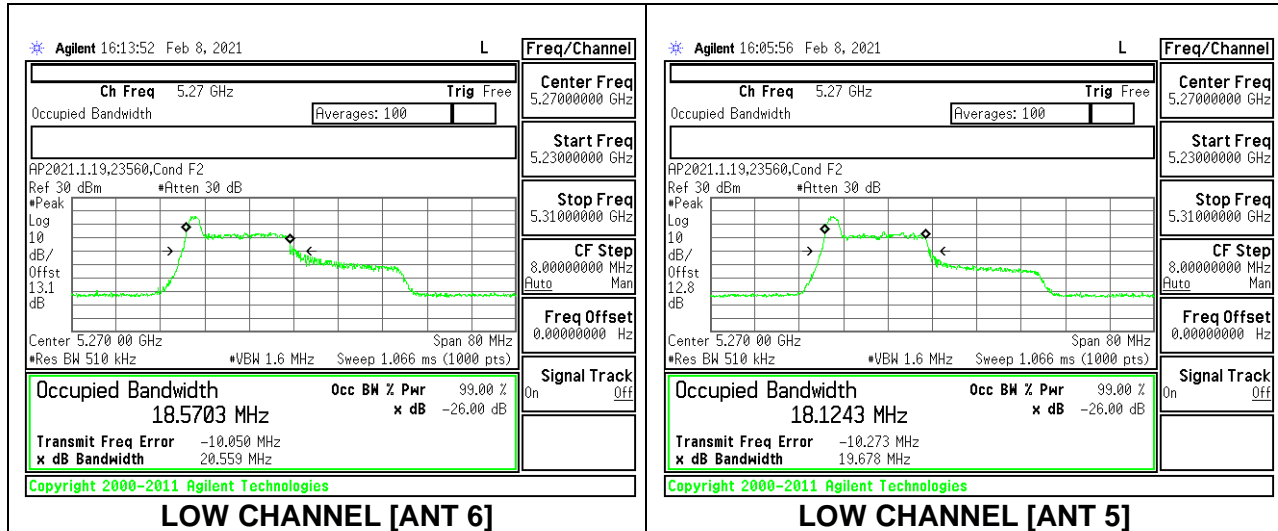 Agilent 16:13:52 Feb 8, 2021 L
Freq/Channel
Ch Freq 5.27 GHz Trig Free
Occupied Bandwidth Averages: 100
AP2021.1.19,23560,Cond F2
Ref 30 dBm #Atten 30 dB
#Peak
Log
10
dB/
Offst
13.1
dB
Center 5.270 00 GHz Span 80 MHz
#Res BW 510 kHz #VBW 1.6 MHz Sweep 1.066 ms (1000 pts)
Occupied Bandwidth Occ BW % Pwr 99.00 %
18.5703 MHz x dB -26.00 dB
Transmit Freq Error -10.050 MHz
x dB Bandwidth 20.559 MHz
Copyright 2000-2011 Agilent Technologies
Center Freq
5.27000000 GHz
Start Freq
5.23000000 GHz
Stop Freq
5.31000000 GHz
CF Step
8.00000000 MHz
Auto Man
Freq Offset
0.00000000 Hz
Signal Track
On Off
LOW CHANNEL [ANT 6]
Agilent 16:05:56 Feb 8, 2021 L
Freq/Channel
Ch Freq 5.27 GHz Trig Free
Occupied Bandwidth Averages: 100
AP2021.1.19,23560,Cond F2
Ref 30 dBm #Atten 30 dB
#Peak
Log
10
dB/
Offst
12.8
dB
Center 5.270 00 GHz Span 80 MHz
#Res BW 510 kHz #VBW 1.6 MHz Sweep 1.066 ms (1000 pts)
Occupied Bandwidth Occ BW % Pwr 99.00 %
18.1243 MHz x dB -26.00 dB
Transmit Freq Error -10.273 MHz
x dB Bandwidth 19.678 MHz
Copyright 2000-2011 Agilent Technologies
Center Freq
5.27000000 GHz
Start Freq
5.23000000 GHz
Stop Freq
5.31000000 GHz
CF Step
8.00000000 MHz
Auto Man
Freq Offset
0.00000000 Hz
Signal Track
On Off
LOW CHANNEL [ANT 5]